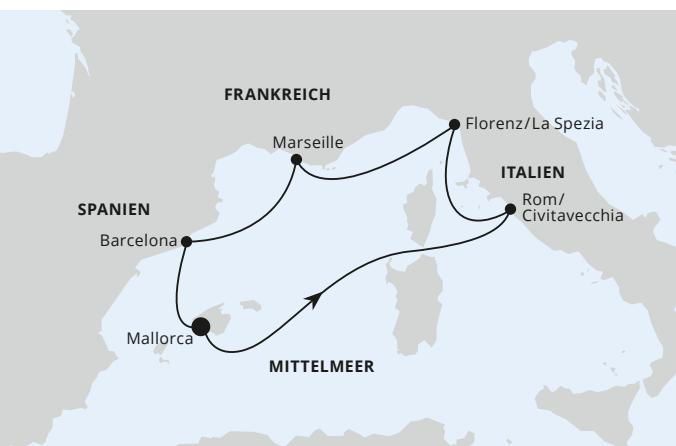 FRANKREICH
Florenz/La Spezia
Marseille
ITALIEN
Rom/
Civitavecchia
SPANIEN
Barcelona
Mallorca
MITTELMEER